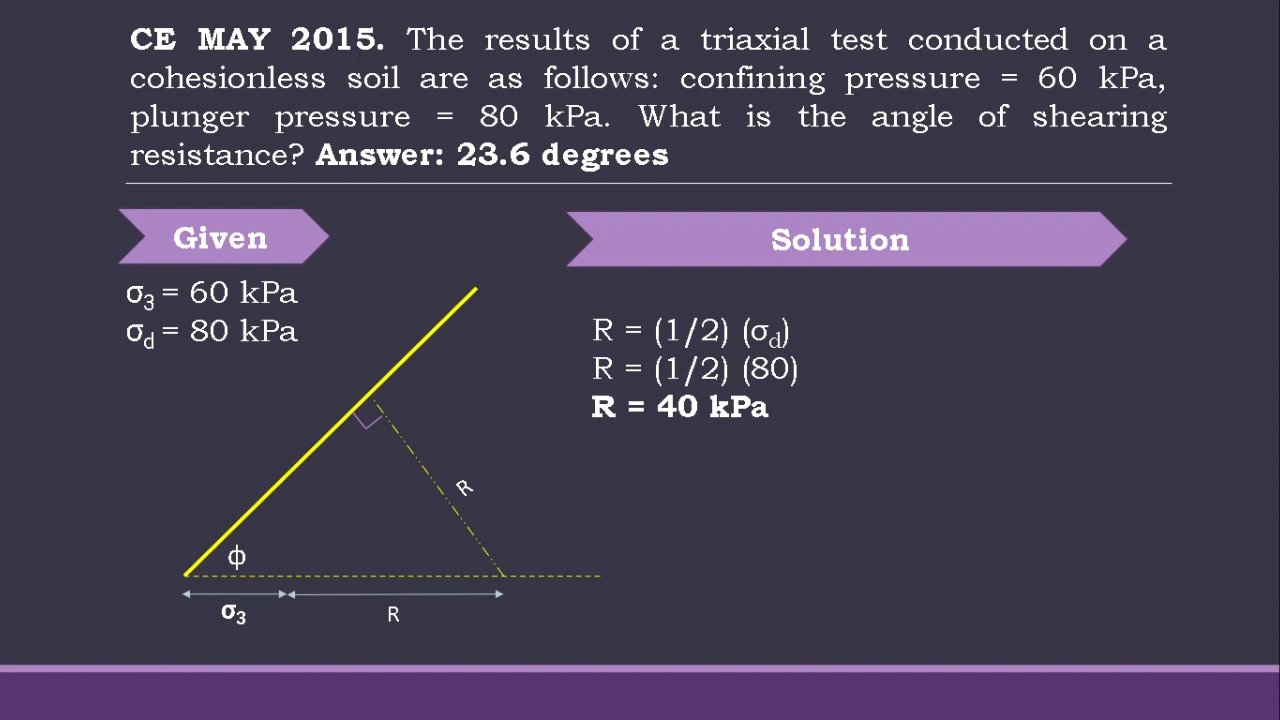 CE MAY 2015. The results of a triaxial test conducted on a
cohesionless soil are as follows: confining pressure = 60 kPa,
plunger pressure = 80 kPa. What is the angle of shearing
resistance? Answer: 23.6 degrees
Given
Solution
σ3 = 60 kPa
σd = 80 kPa
R = (1/2) (σd)
R = (1/2) (80)
R = 40 kPa
R
ϕ
σ3
R